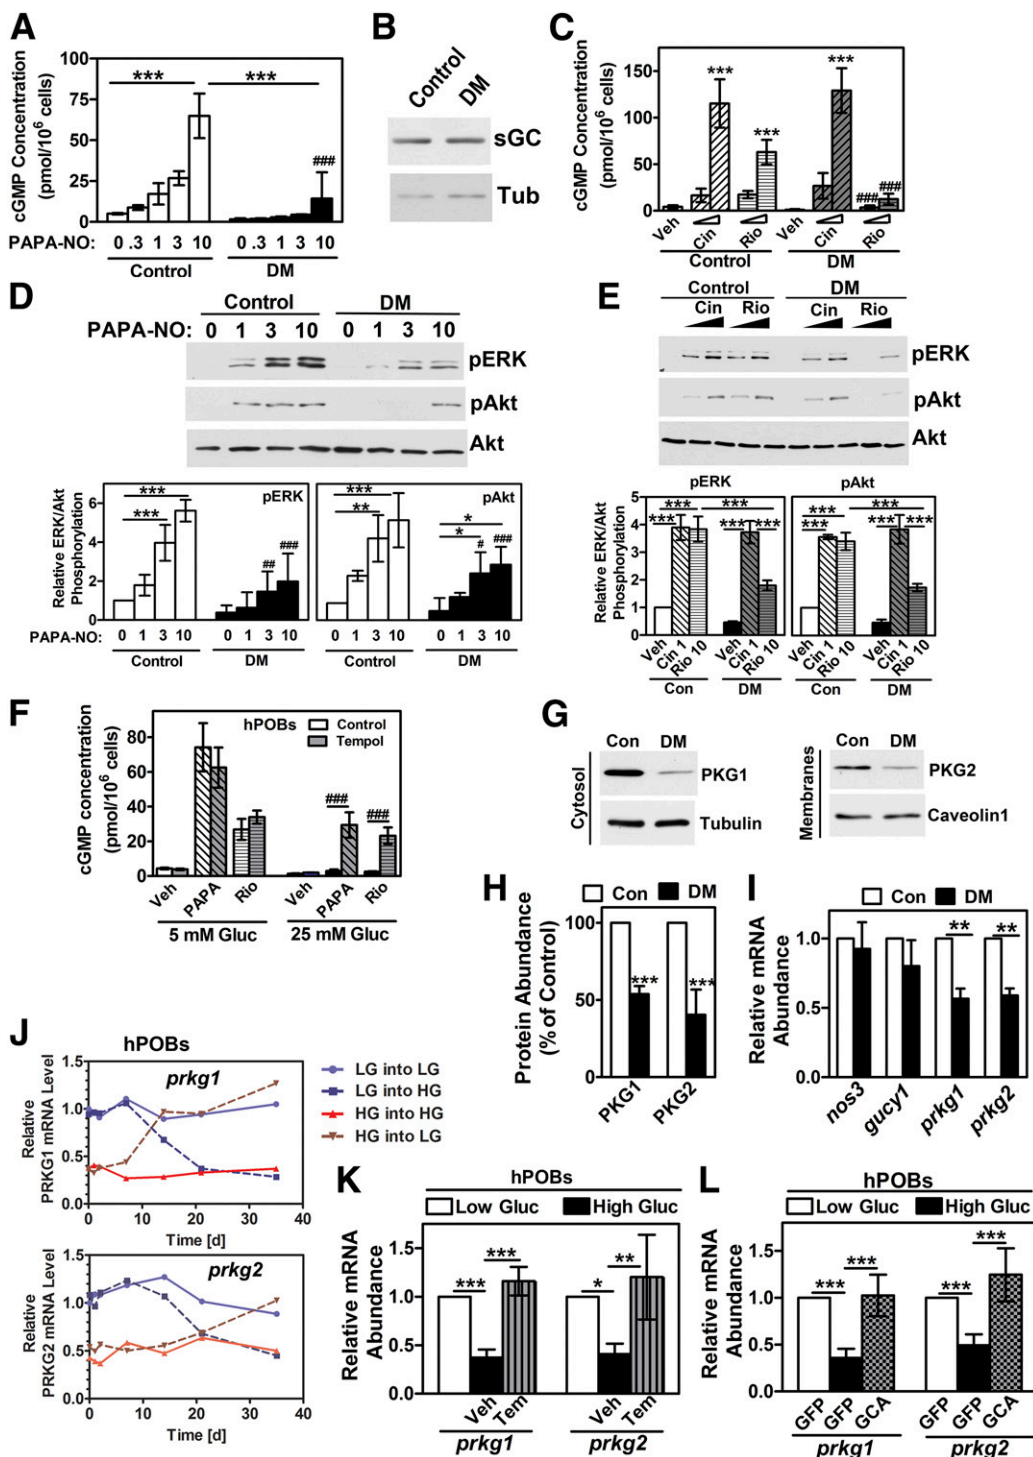 A
cGMP Concentration
(pmol/10⁶ cells)
100
75
50
25
0
***
***
###
PAPA-NO: 0 .3 1 3 10 0 .3 1 3 10
Control DM
B
Control DM
sGC
Tub
C
cGMP Concentration
(pmol/10⁶ cells)
150
100
50
0
***
***
***
###
###
Veh Cin Rio Veh Cin Rio
Control DM
D
Control DM
PAPA-NO: 0 1 3 10 0 1 3 10
pERK
pAkt
Akt
Relative ERK/Akt
Phosphorylation
6
4
2
0
pERK
***
***
##
###
pAkt
***
**
*
*
#
###
PAPA-NO: 0 1 3 10 0 1 3 10 0 1 3 10 0 1 3 10
Control DM Control DM
E
Control DM
Cin Rio Cin Rio
pERK
pAkt
Akt
pERK pAkt
Relative ERK/Akt
Phosphorylation
5
4
3
2
1
0
*** ***
*** *** ***
*** ***
*** *** ***
Veh Cin 1 Rio 10 Veh Cin 1 Rio 10 Veh Cin 1 Rio 10 Veh Cin 1 Rio 10
Con DM Con DM
F
cGMP concentration
(pmol/10⁶ cells)
80
60
40
20
0
hPOBs
Control
Tempol
###
###
Veh PAPA Rio Veh PAPA Rio
5 mM Gluc 25 mM Gluc
G
Con DM
Cytosol
PKG1
Tubulin
Con DM
Membranes
PKG2
Caveolin1
H
Con DM
Protein Abundance
(% of Control)
100
50
0
***
***
PKG1 PKG2
I
Con DM
Relative mRNA
Abundance
1.0
0.5
0.0
**
**
nos3 gucy1 prkg1 prkg2
J
hPOBs
Relative
PRKG1 mRNA Level
1.5
1.0
0.5
0.0
prkg1
0 10 20 30 40
Time [d]
LG into LG
LG into HG
HG into HG
HG into LG
Relative
PRKG2 mRNA Level
1.5
1.0
0.5
0.0
prkg2
0 10 20 30 40
Time [d]
K
hPOBs
Low Gluc High Gluc
Relative mRNA
Abundance
1.5
1.0
0.5
0.0
***
***
*
**
Veh Tem Veh Tem
prkg1 prkg2
L
hPOBs
Low Gluc High Gluc
Relative mRNA
Abundance
1.5
1.0
0.5
0.0
***
***
***
***
GFP GFP GCA GFP GFP GCA
prkg1 prkg2